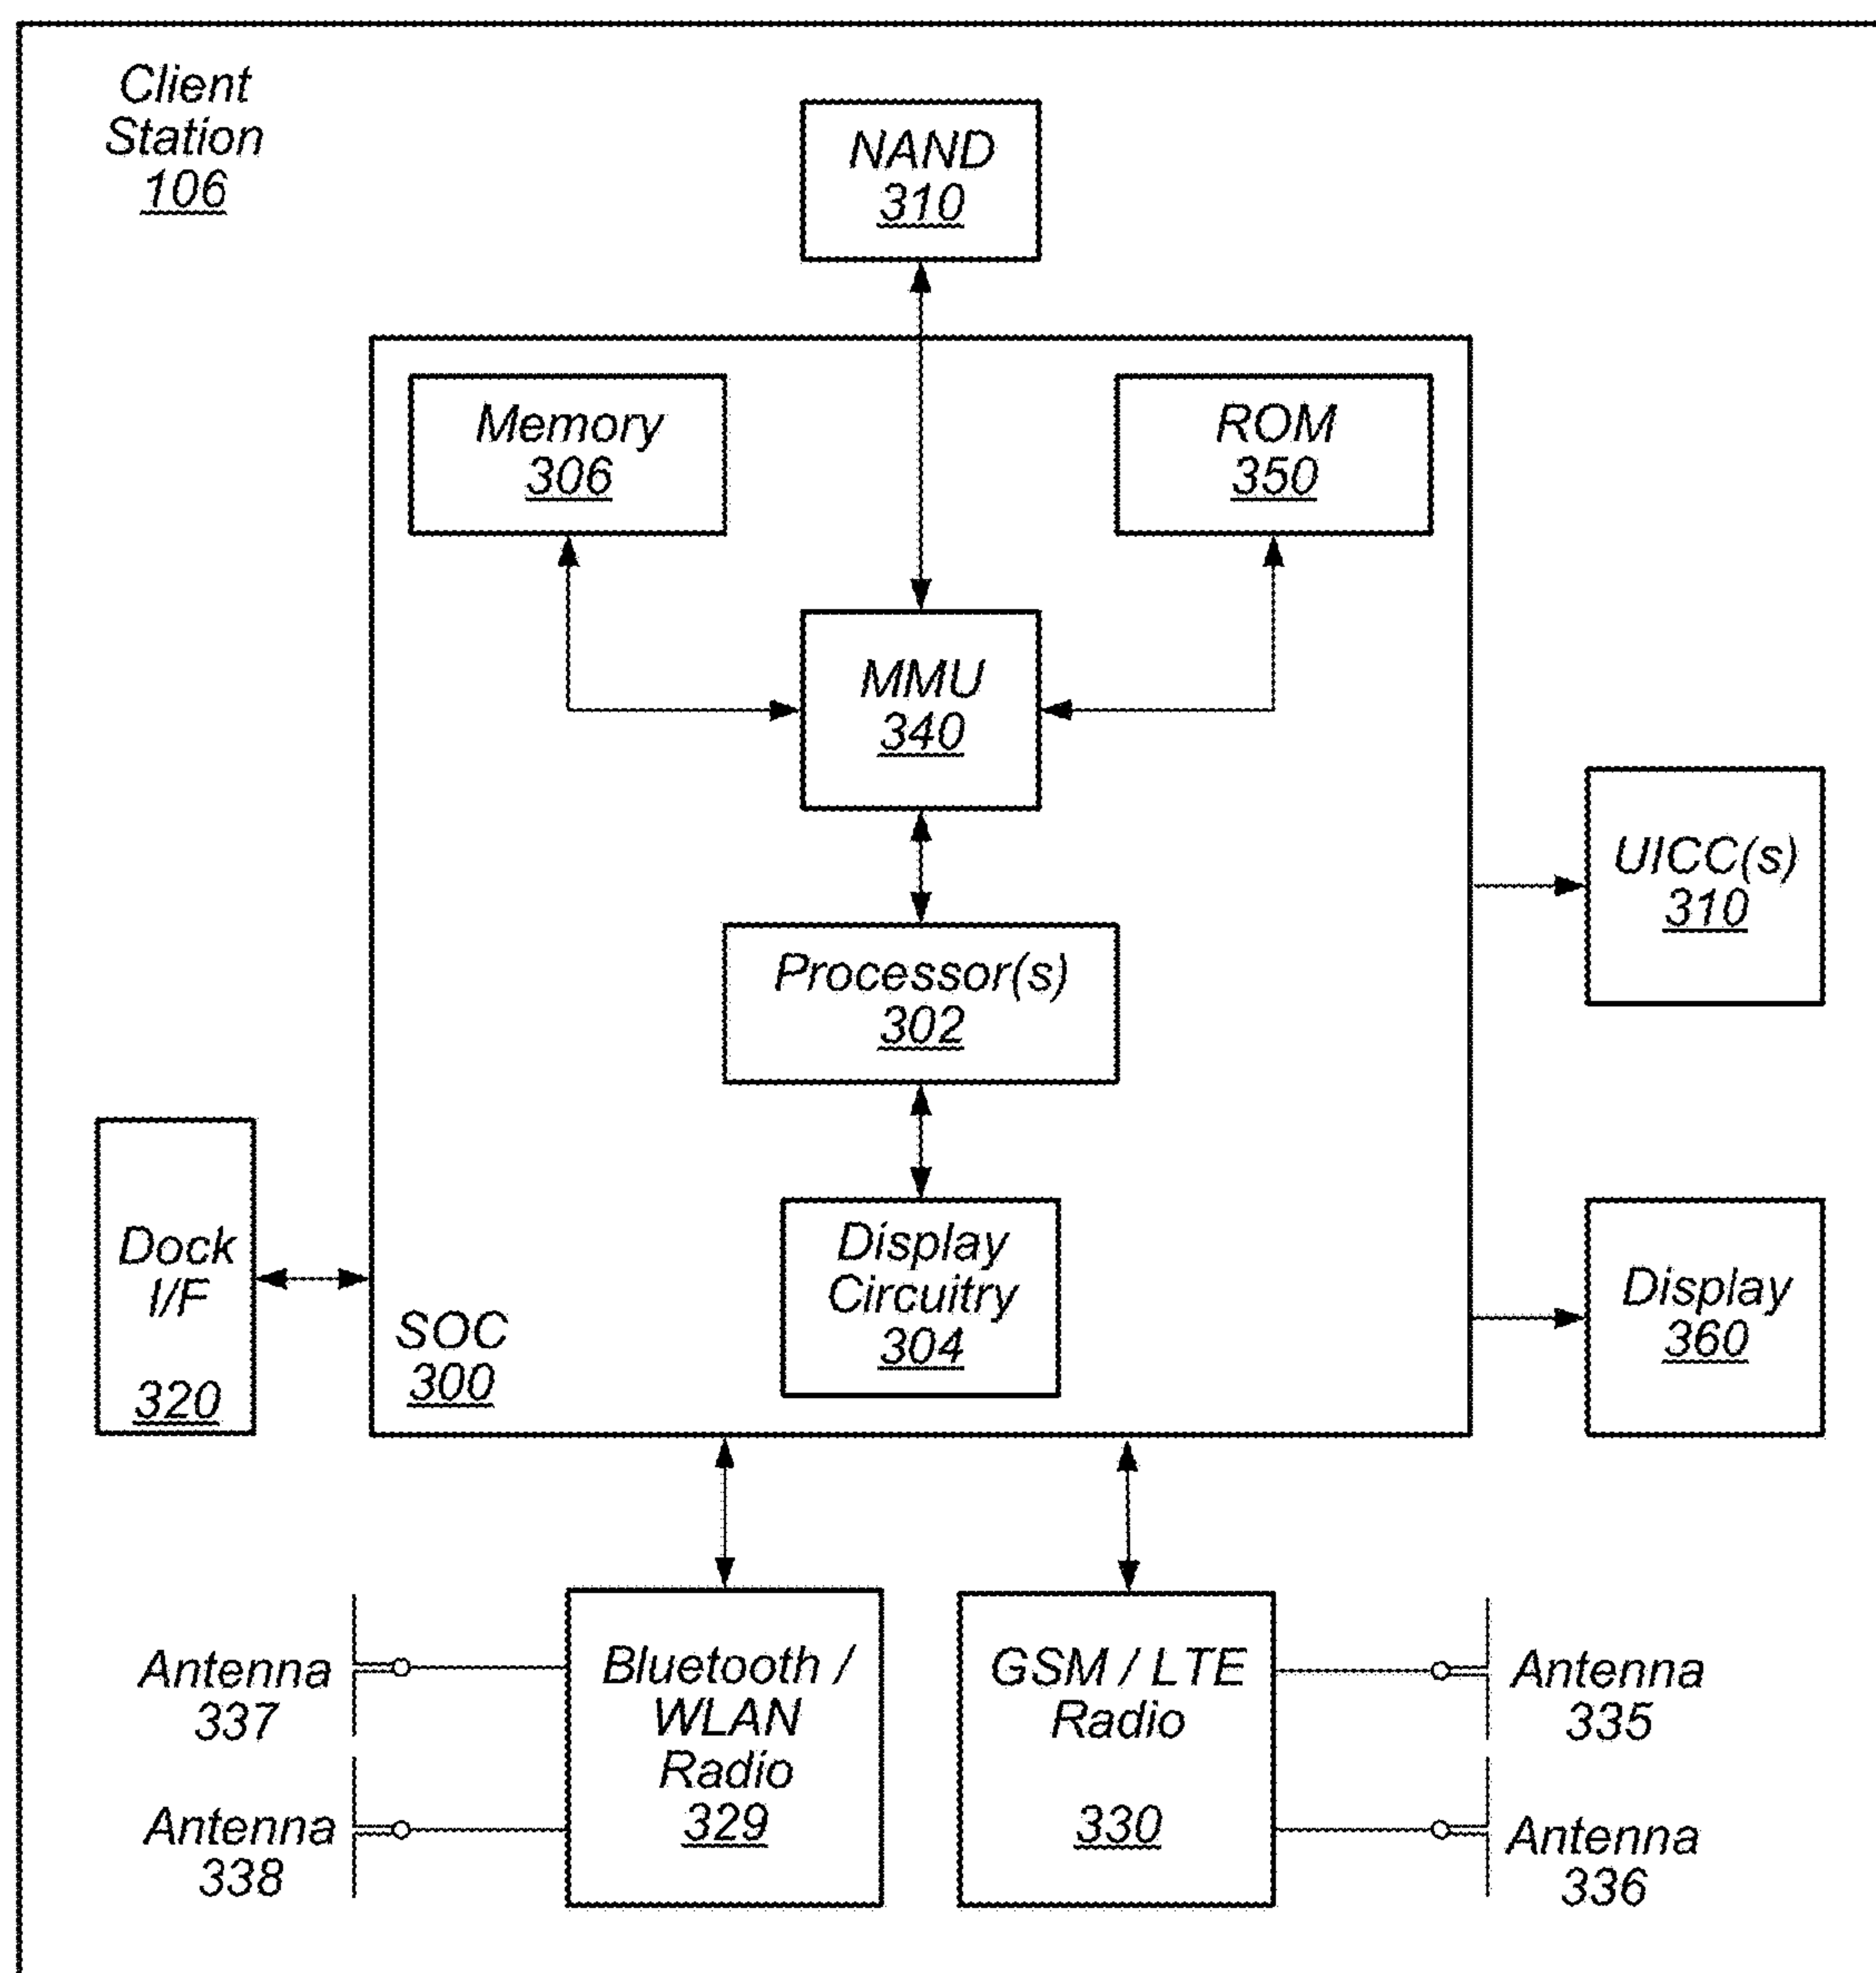 Client
Station
106
NAND
310
Memory
306
ROM
350
MMU
340
UICC(s)
310
Processor(s)
302
Dock
I/F
320
Display
Circuitry
304
SOC
300
Display
360
Antenna
337
Antenna
338
Bluetooth /
WLAN
Radio
329
GSM / LTE
Radio
330
Antenna
335
Antenna
336